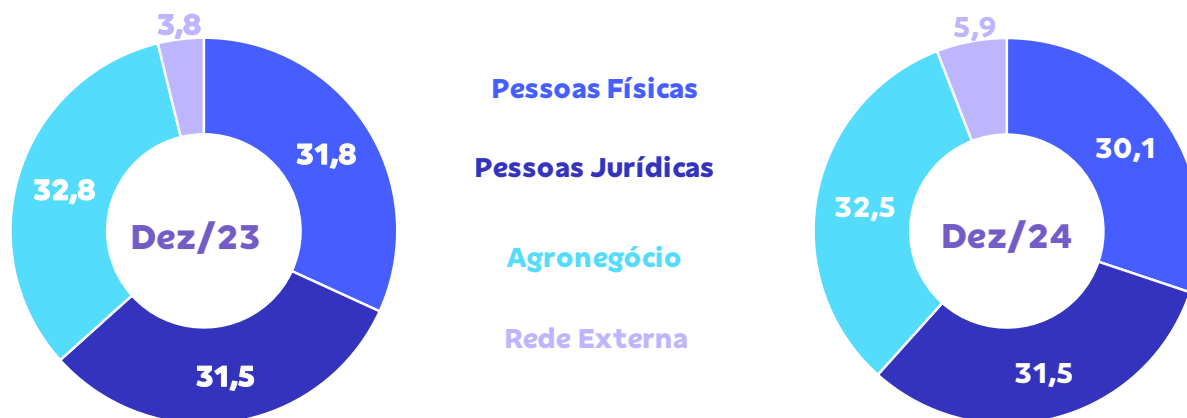 3,8
31,8
32,8
Dez/23
31,5
Pessoas Físicas
Pessoas Jurídicas
Agronegócio
Rede Externa
5,9
30,1
32,5
Dez/24
31,5